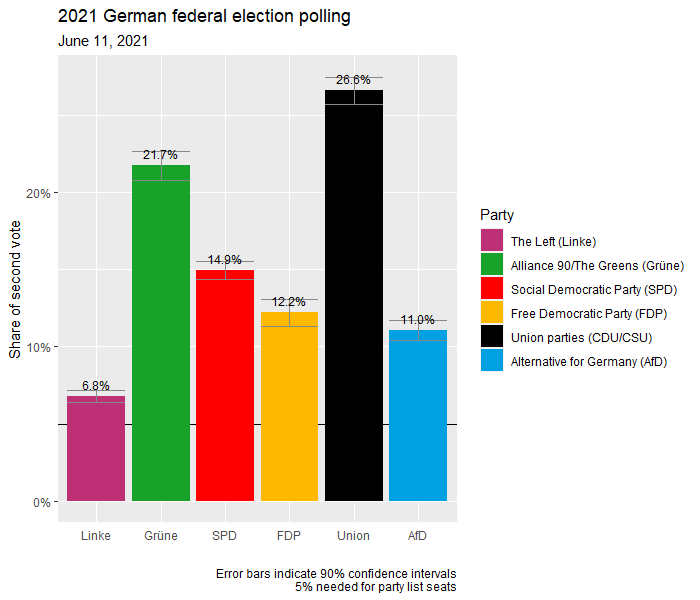 2021 German federal election polling
June 11, 2021
Share of second vote
20%
10%
0%
6.8%
21.7%
14.9%
12.2%
26.6%
11.0%
Linke
Grüne
SPD
FDP
Union
AfD
Party
The Left (Linke)
Alliance 90/The Greens (Grüne)
Social Democratic Party (SPD)
Free Democratic Party (FDP)
Union parties (CDU/CSU)
Alternative for Germany (AfD)
Error bars indicate 90% confidence intervals
5% needed for party list seats